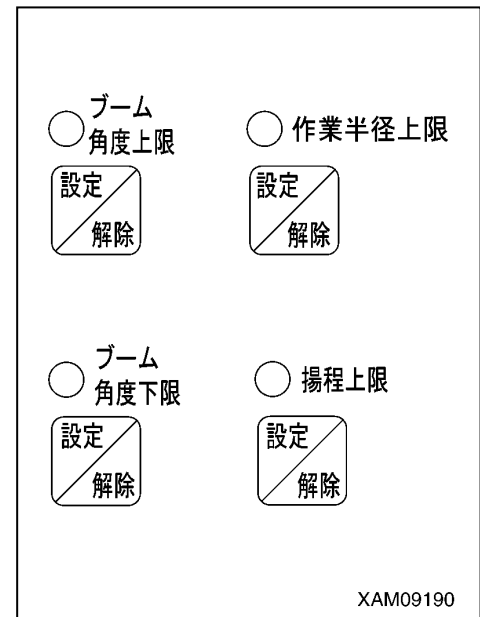 ブーム
角度上限
作業半径上限
設定
解除
設定
解除
ブーム
角度下限
揚程上限
設定
解除
設定
解除
XAM09190